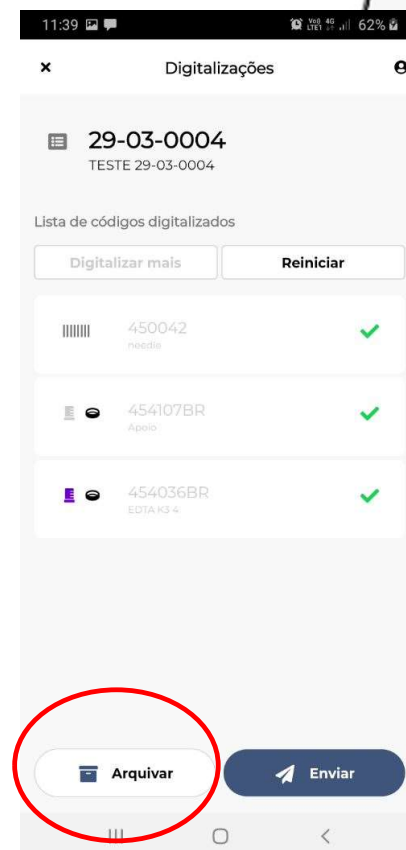 11:39 62%
Digitalizações
29-03-0004
TESTE 29-03-0004
Lista de códigos digitalizados
Digitalizar mais Reiniciar
450042
needle
454107BR
Apoio
454036BR
EDTA K3 4
Arquivar Enviar